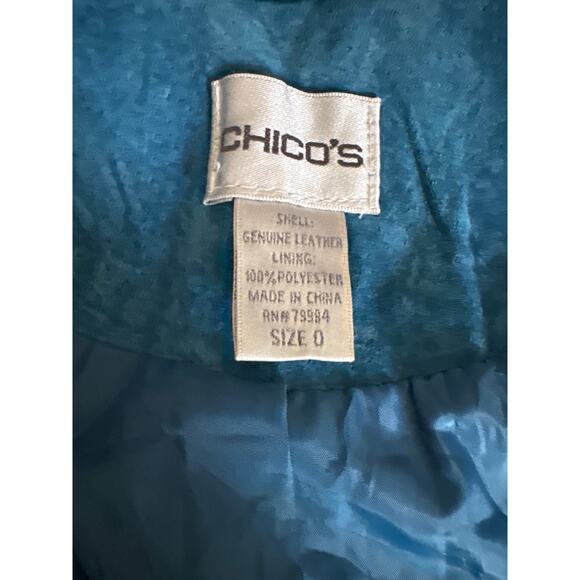 CHICO'S
SHELL:
GENUINE LEATHER
LINING:
100% POLYESTER
MADE IN CHINA
RN# 79984
SIZE 0